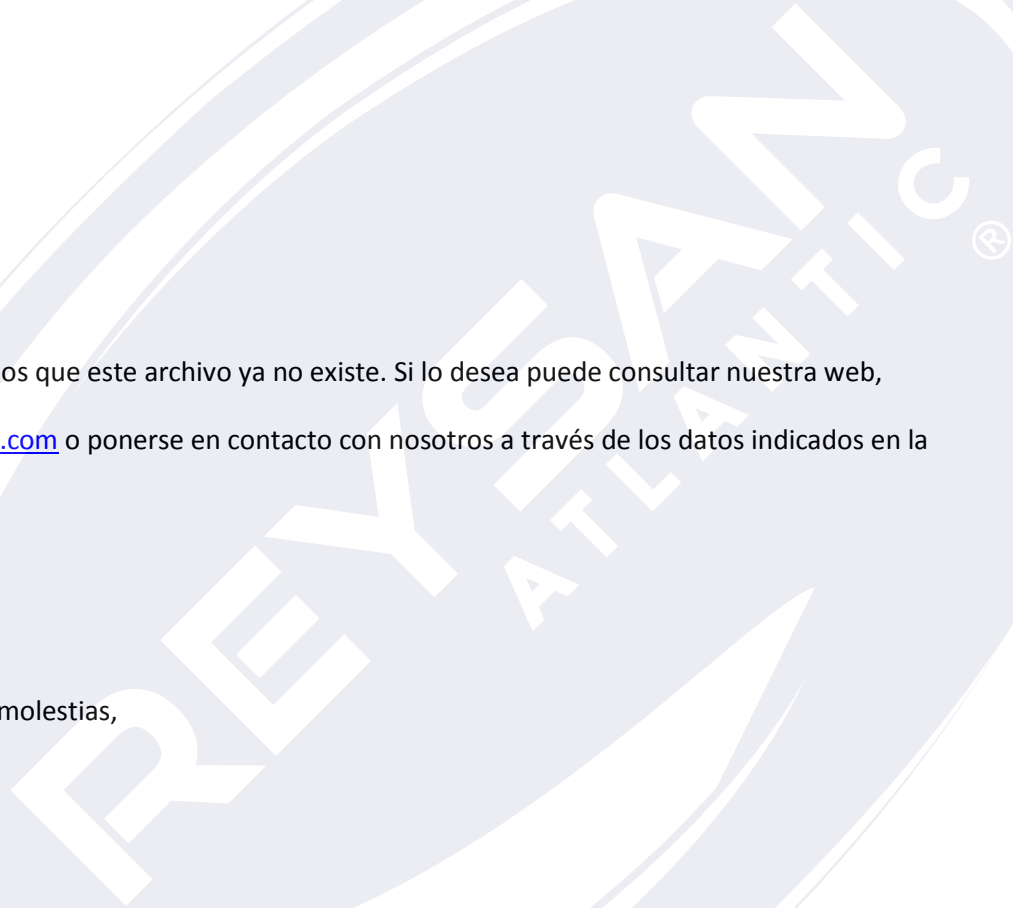 os que este archivo ya no existe. Si lo desea puede consultar nuestra web,
.com o ponerse en contacto con nosotros a través de los datos indicados en la
molestias,
REYSAN
ATLANTIC®